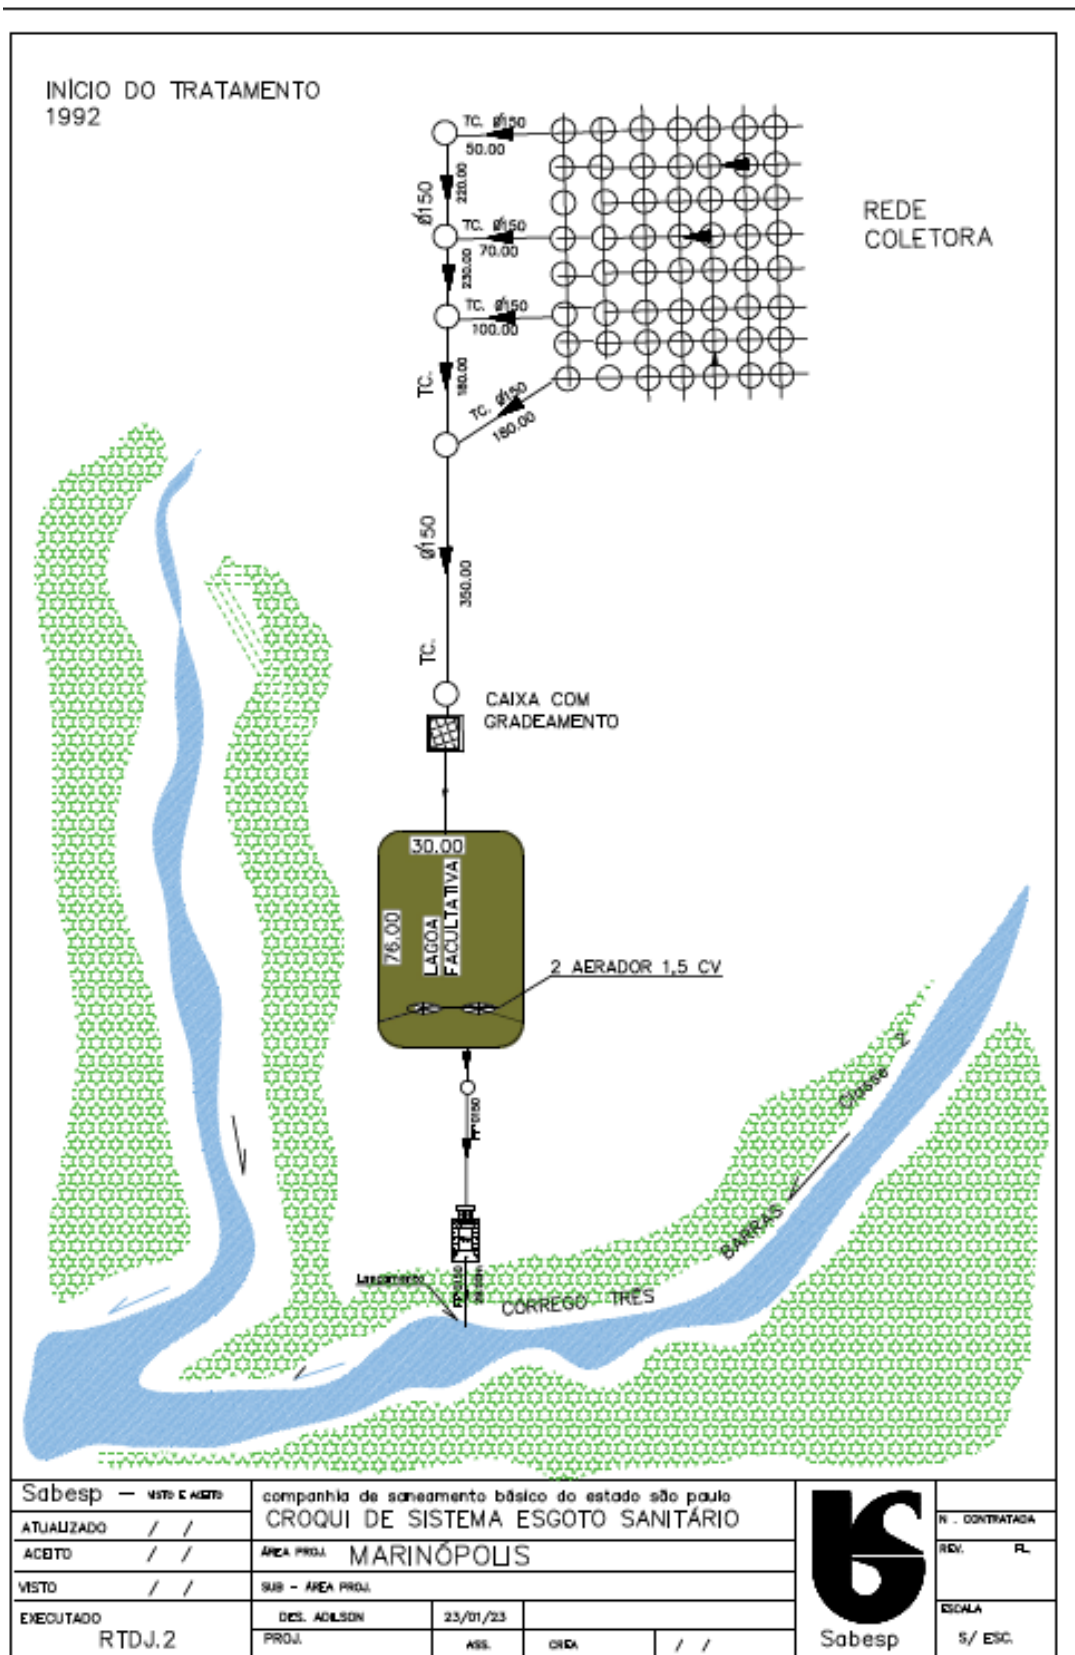 INÍCIO DO TRATAMENTO
1992
TC. Ø150
50.00
220.00
Ø150
TC. Ø150
70.00
230.00
TC. Ø150
100.00
TC.
180.00
TC. Ø150
180.00
REDE
COLETORA
Ø150
350.00
TC.
CAIXA COM
GRADEAMENTO
30.00
76.00
LAGOA
FACULTATIVA
2 AERADOR 1,5 CV
Classe 2
BARRAS
Lançamento
CÓRREGO TRÊS
Sabesp — VISTO E ACEITO
ATUALIZADO / /
ACEITO / /
VISTO / /
EXECUTADO
RTDJ.2
companhia de saneamento básico do estado são paulo
CROQUI DE SISTEMA ESGOTO SANITÁRIO
ÁREA PROJ. MARINÓPOLIS
SUB - ÁREA PROJ.
DES. ADILSON 23/01/23
PROJ. ASS. CREA / /
Sabesp
N . CONTRATADA
REV. FL.
ESCALA
S/ ESC.